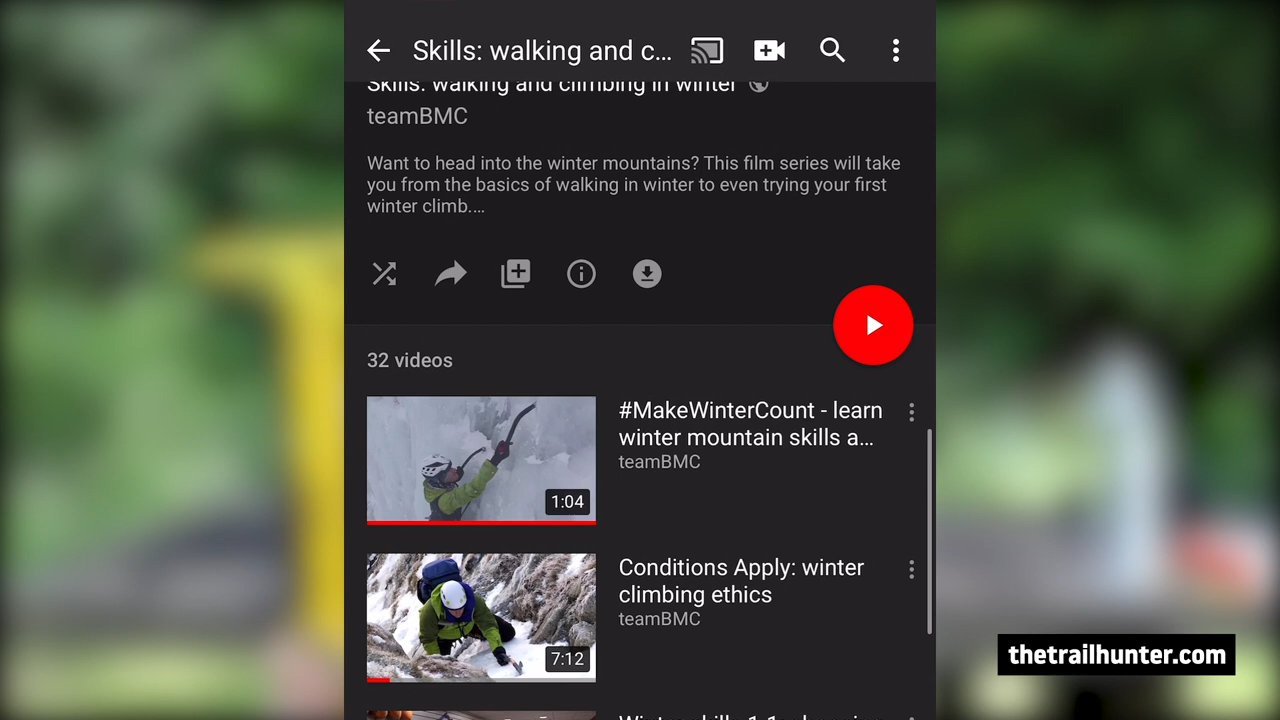 Skills: walking and c...
Skills: walking and climbing in winter
teamBMC
Want to head into the winter mountains? This film series will take
you from the basics of walking in winter to even trying your first
winter climb....
32 videos
#MakeWinterCount - learn
winter mountain skills a...
teamBMC
1:04
Conditions Apply: winter
climbing ethics
teamBMC
7:12
thetrailhunter.com